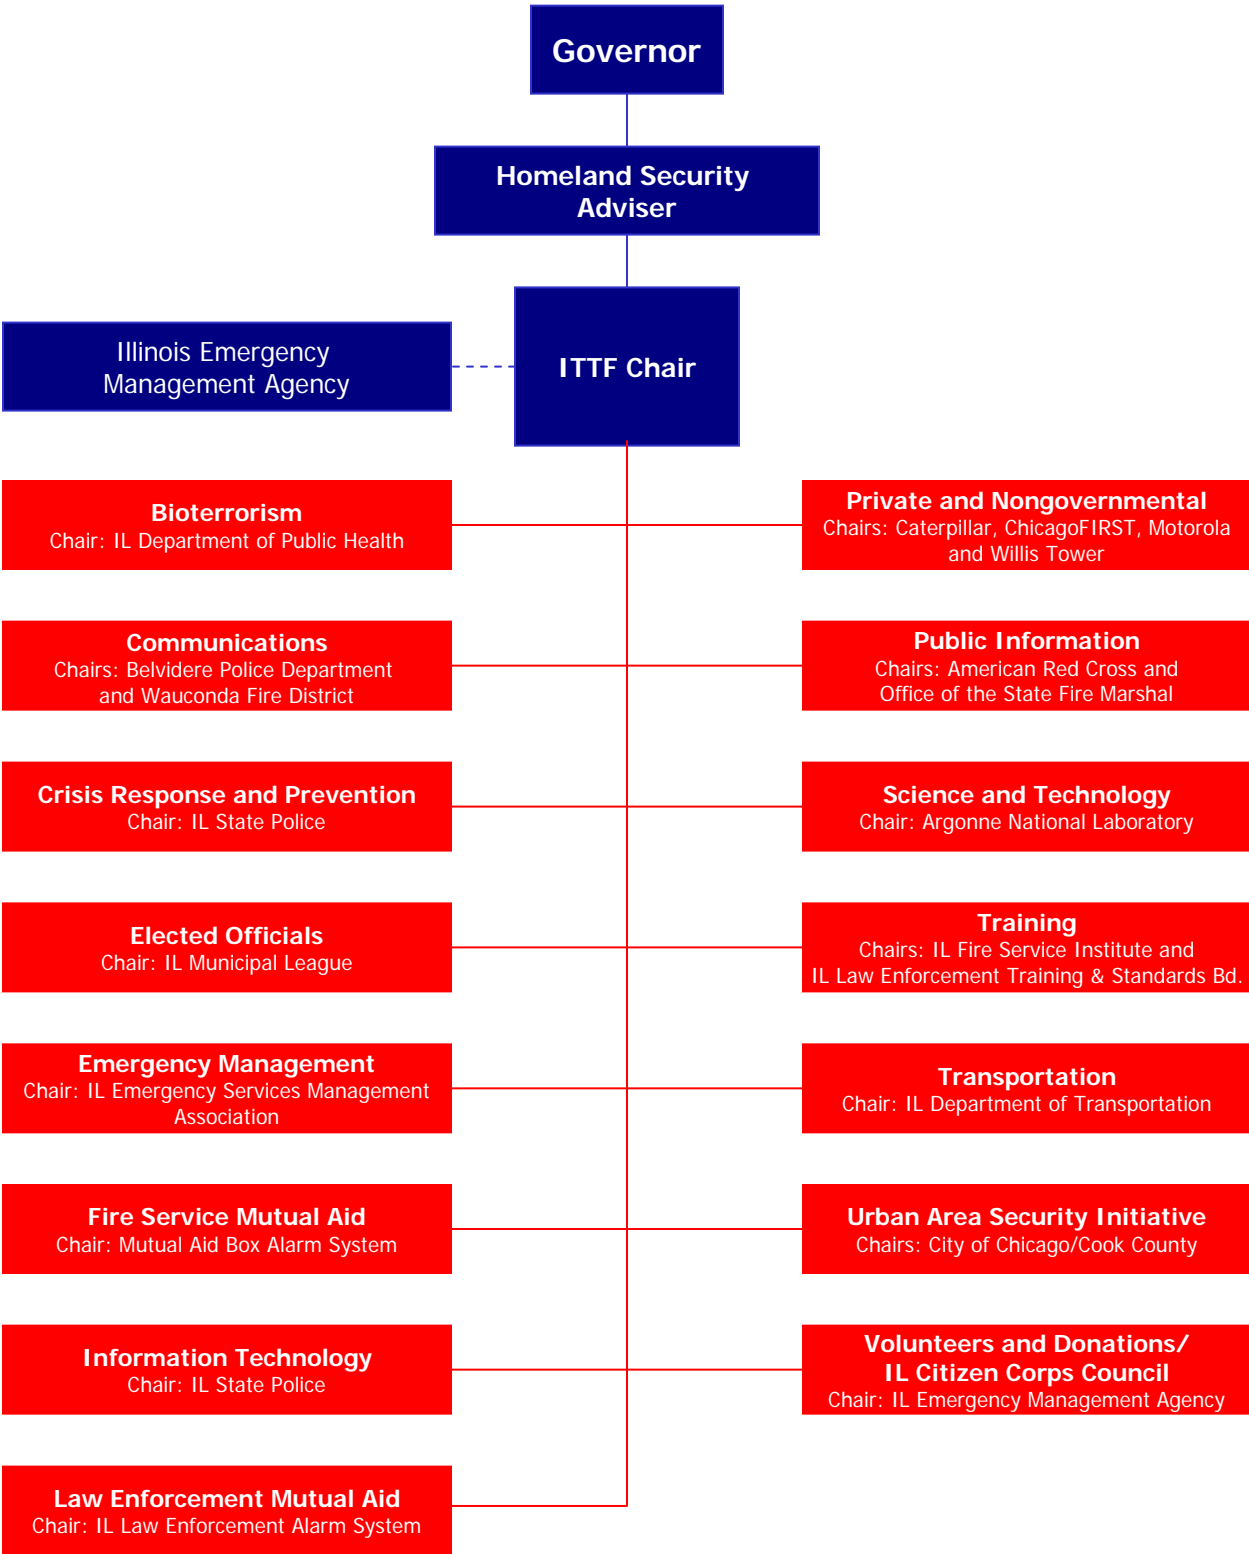 Governor
Homeland Security
Adviser
Illinois Emergency
Management Agency
ITTF Chair
Bioterrorism
Chair: IL Department of Public Health
Private and Nongovernmental
Chairs: Caterpillar, ChicagoFIRST, Motorola
and Willis Tower
Communications
Chairs: Belvidere Police Department
and Wauconda Fire District
Public Information
Chairs: American Red Cross and
Office of the State Fire Marshal
Crisis Response and Prevention
Chair: IL State Police
Science and Technology
Chair: Argonne National Laboratory
Elected Officials
Chair: IL Municipal League
Training
Chairs: IL Fire Service Institute and
IL Law Enforcement Training & Standards Bd.
Emergency Management
Chair: IL Emergency Services Management
Association
Transportation
Chair: IL Department of Transportation
Fire Service Mutual Aid
Chair: Mutual Aid Box Alarm System
Urban Area Security Initiative
Chairs: City of Chicago/Cook County
Information Technology
Chair: IL State Police
Volunteers and Donations/
IL Citizen Corps Council
Chair: IL Emergency Management Agency
Law Enforcement Mutual Aid
Chair: IL Law Enforcement Alarm System